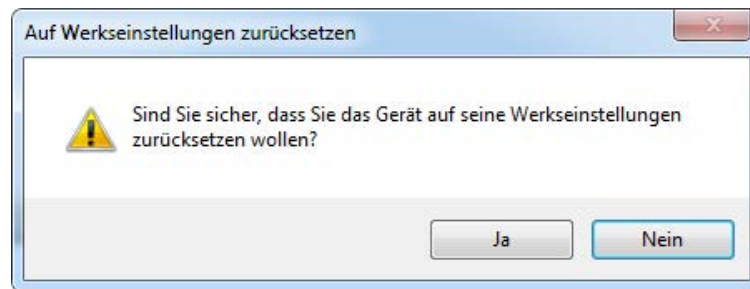 Auf Werkseinstellungen zurücksetzen
Sind Sie sicher, dass Sie das Gerät auf seine Werkseinstellungen
zurücksetzen wollen?
Ja
Nein